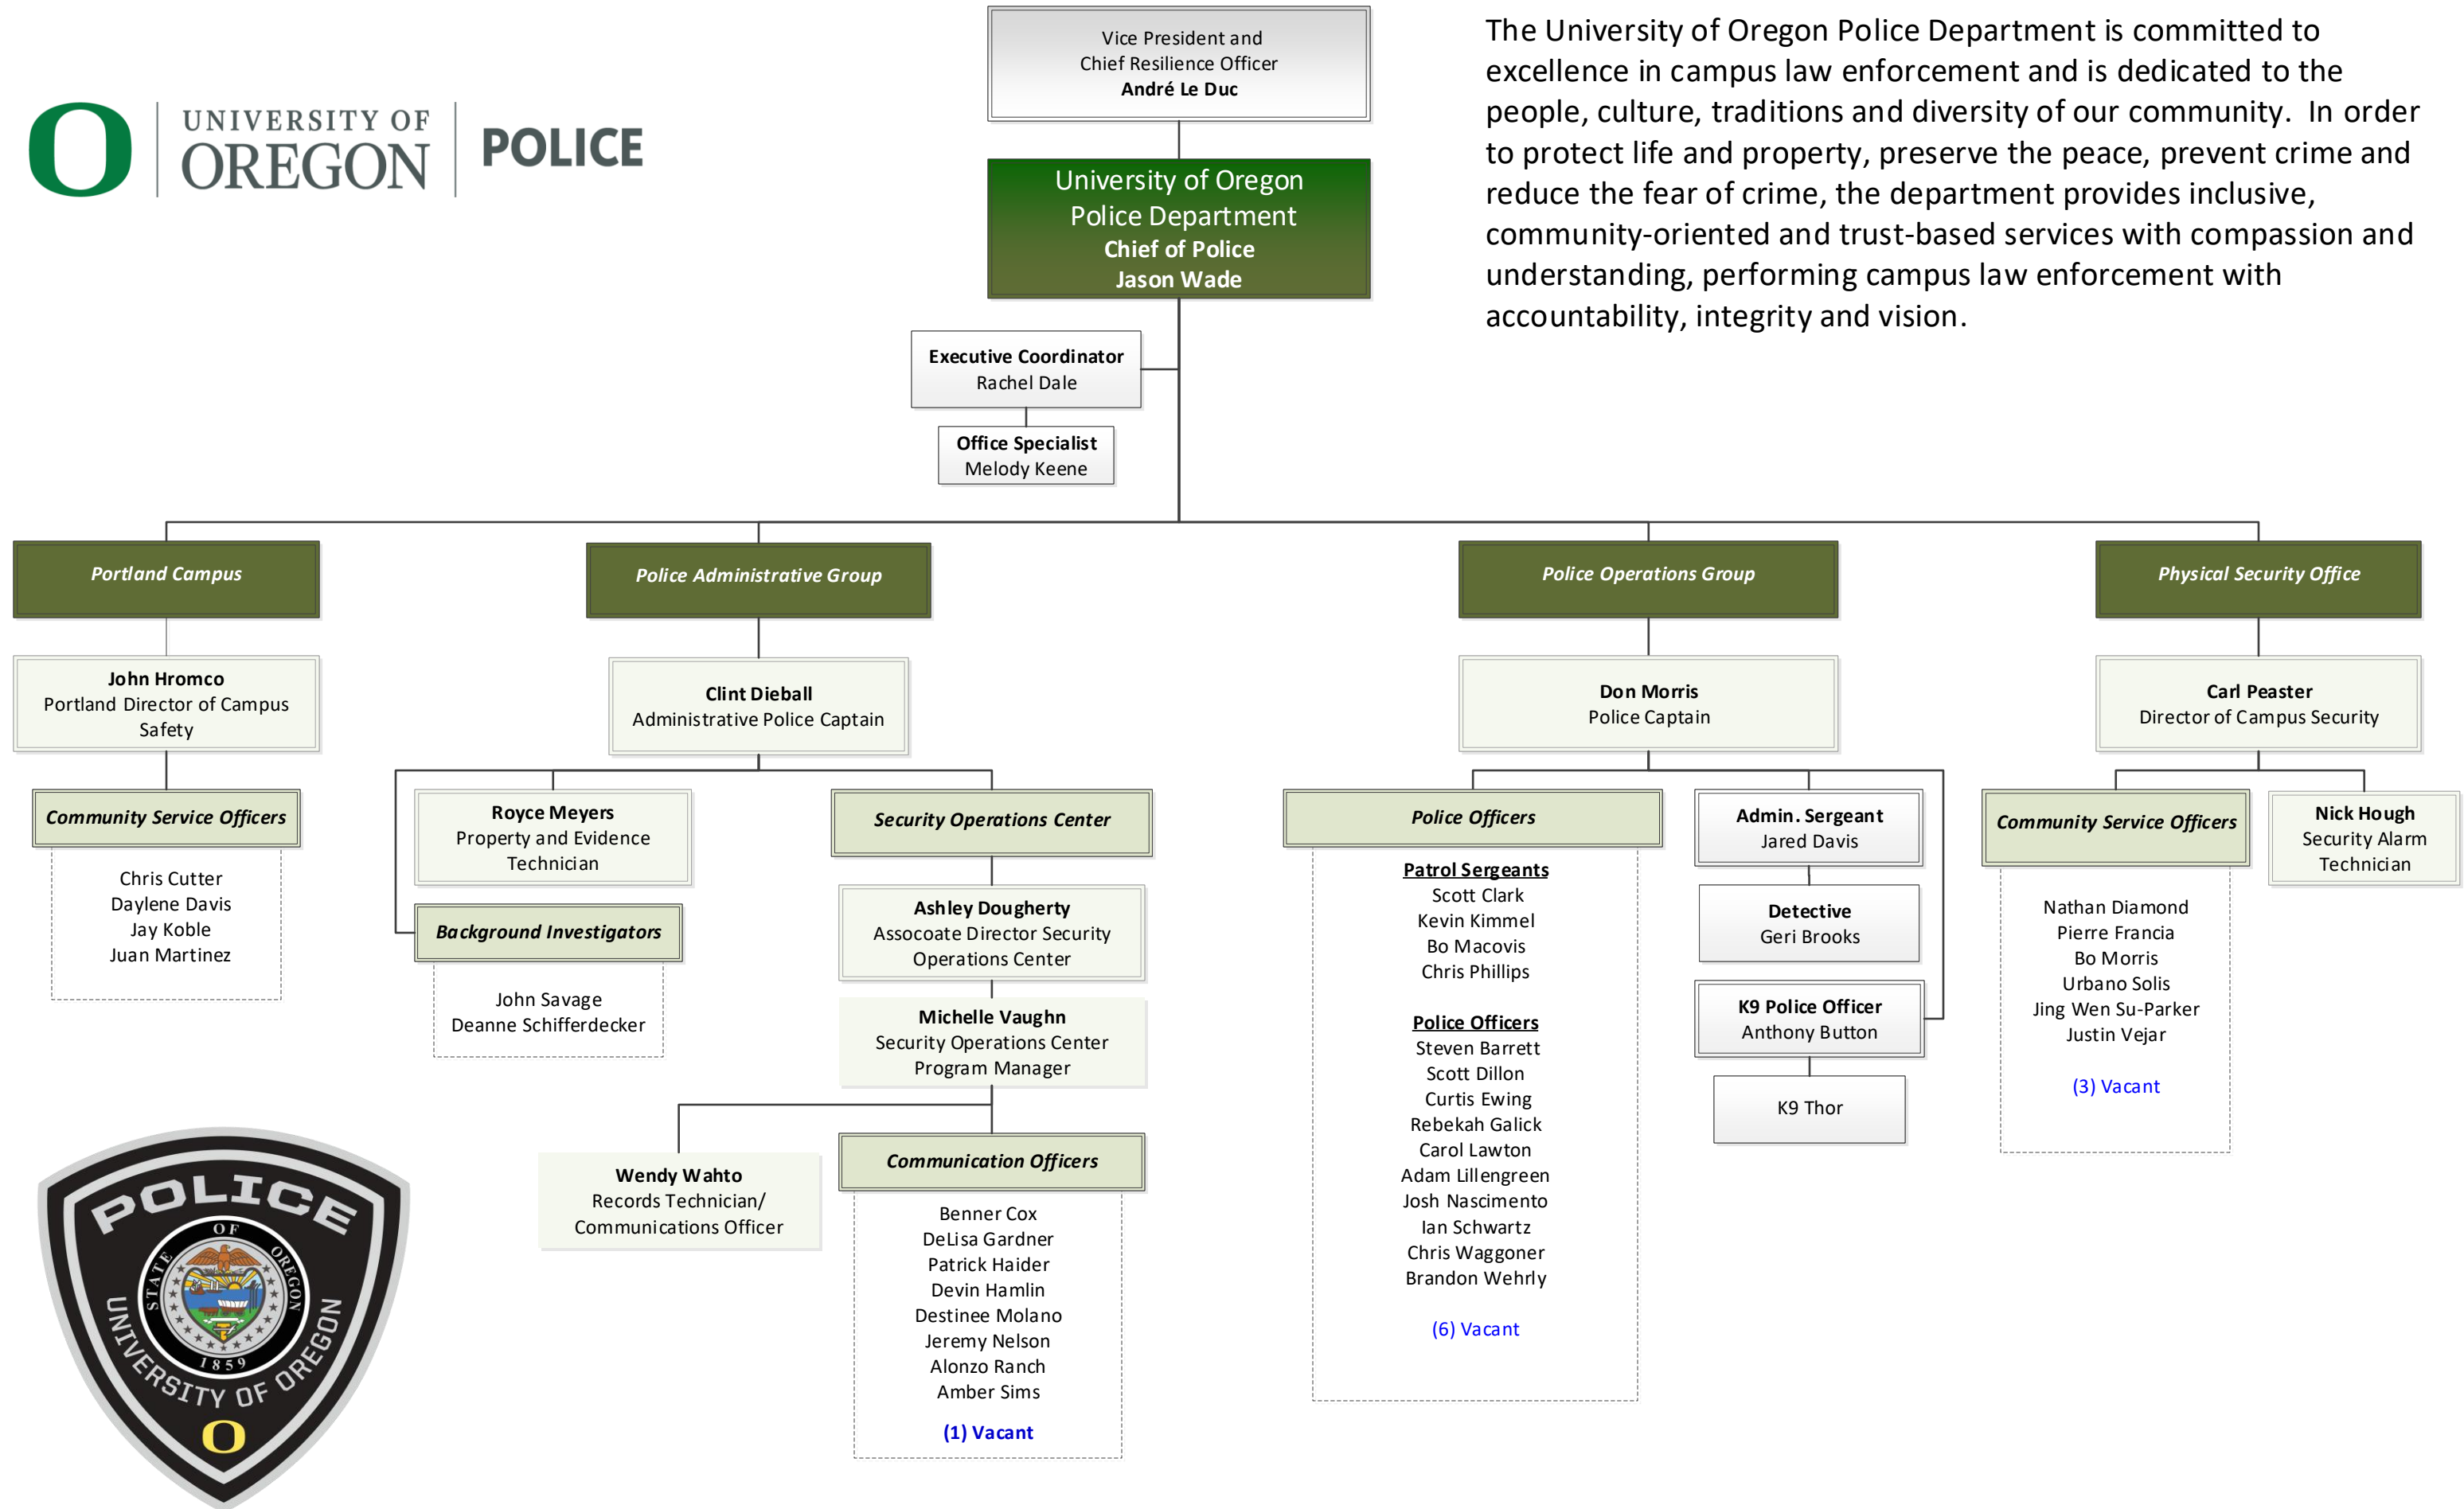 Vice President and
Chief Resilience Officer
André Le Duc
The University of Oregon Police Department is committed to
excellence in campus law enforcement and is dedicated to the
people, culture, traditions and diversity of our community.  In order
to protect life and property, preserve the peace, prevent crime and
reduce the fear of crime, the department provides inclusive,
community-oriented and trust-based services with compassion and
understanding, performing campus law enforcement with
accountability, integrity and vision.
O
UNIVERSITY OF
OREGON
POLICE
University of Oregon
Police Department
Chief of Police
Jason Wade
Executive Coordinator
Rachel Dale
Office Specialist
Melody Keene
Portland Campus
John Hromco
Portland Director of Campus
Safety
Community Service Officers
Chris Cutter
Daylene Davis
Jay Koble
Juan Martinez
Police Administrative Group
Clint Dieball
Administrative Police Captain
Royce Meyers
Property and Evidence
Technician
Background Investigators
John Savage
Deanne Schifferdecker
Security Operations Center
Ashley Dougherty
Assocoate Director Security
Operations Center
Michelle Vaughn
Security Operations Center
Program Manager
Wendy Wahto
Records Technician/
Communications Officer
Communication Officers
Benner Cox
DeLisa Gardner
Patrick Haider
Devin Hamlin
Destinee Molano
Jeremy Nelson
Alonzo Ranch
Amber Sims
(1) Vacant
Police Operations Group
Don Morris
Police Captain
Police Officers
Patrol Sergeants
Scott Clark
Kevin Kimmel
Bo Macovis
Chris Phillips
Police Officers
Steven Barrett
Scott Dillon
Curtis Ewing
Rebekah Galick
Carol Lawton
Adam Lillengreen
Josh Nascimento
Ian Schwartz
Chris Waggoner
Brandon Wehrly
(6) Vacant
Admin. Sergeant
Jared Davis
Detective
Geri Brooks
K9 Police Officer
Anthony Button
K9 Thor
Physical Security Office
Carl Peaster
Director of Campus Security
Community Service Officers
Nathan Diamond
Pierre Francia
Bo Morris
Urbano Solis
Jing Wen Su-Parker
Justin Vejar
(3) Vacant
Nick Hough
Security Alarm
Technician
POLICE
STATE OF OREGON
1859
UNIVERSITY OF OREGON
O